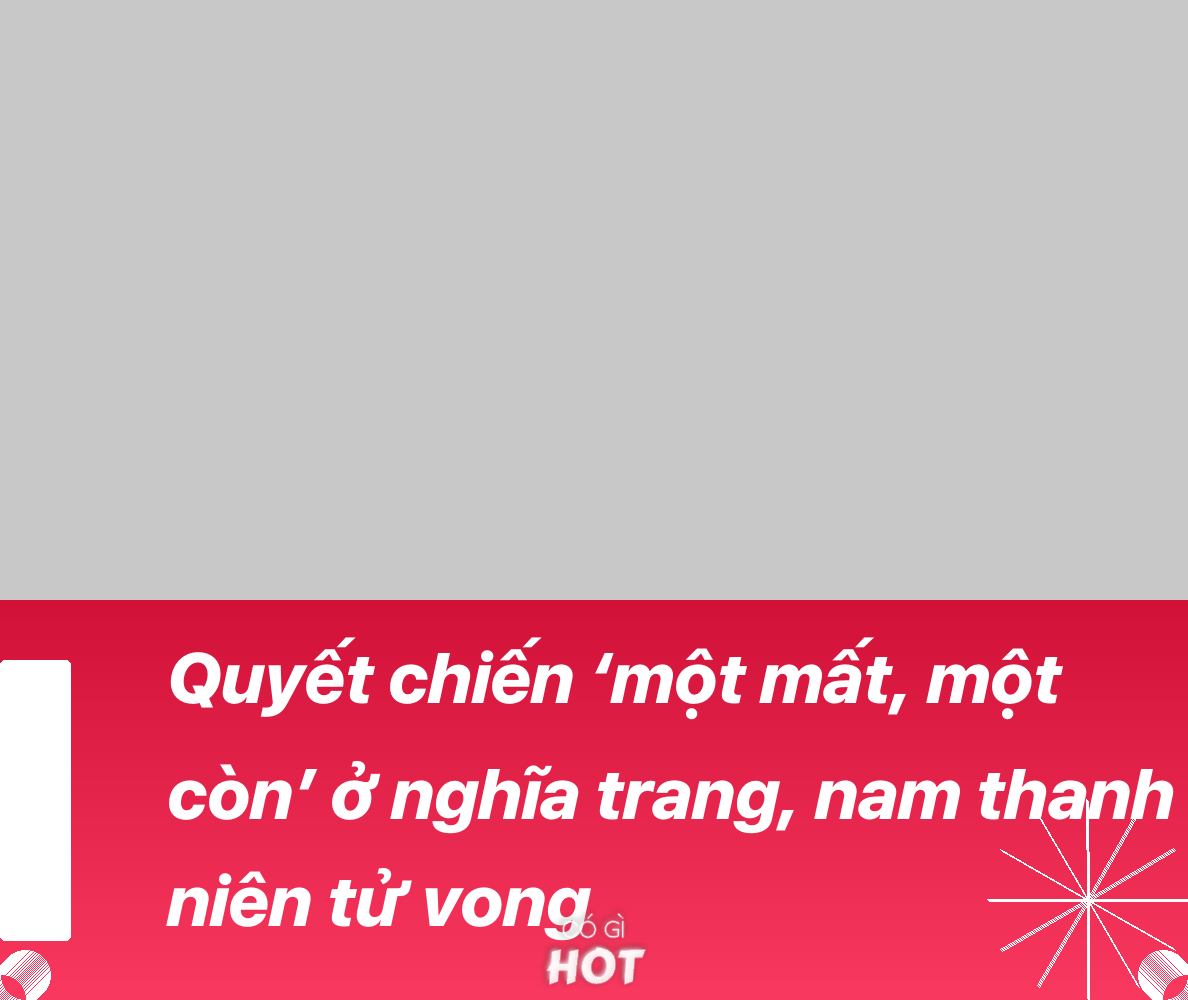 Quyết chiến ‘một mất, một
còn’ ở nghĩa trang, nam thanh
niên tử vong
CÓ GÌ
HOT